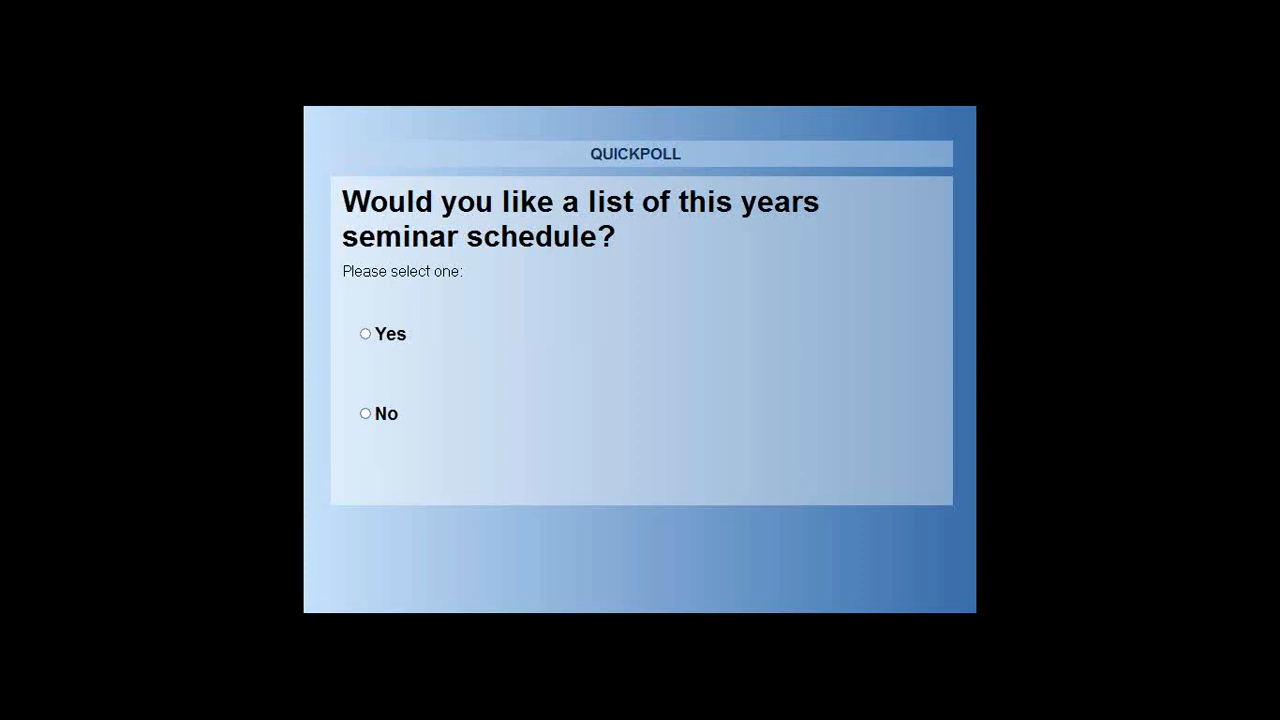 QUICKPOLL
Would you like a list of this years
seminar schedule?
Please select one:
Yes
No